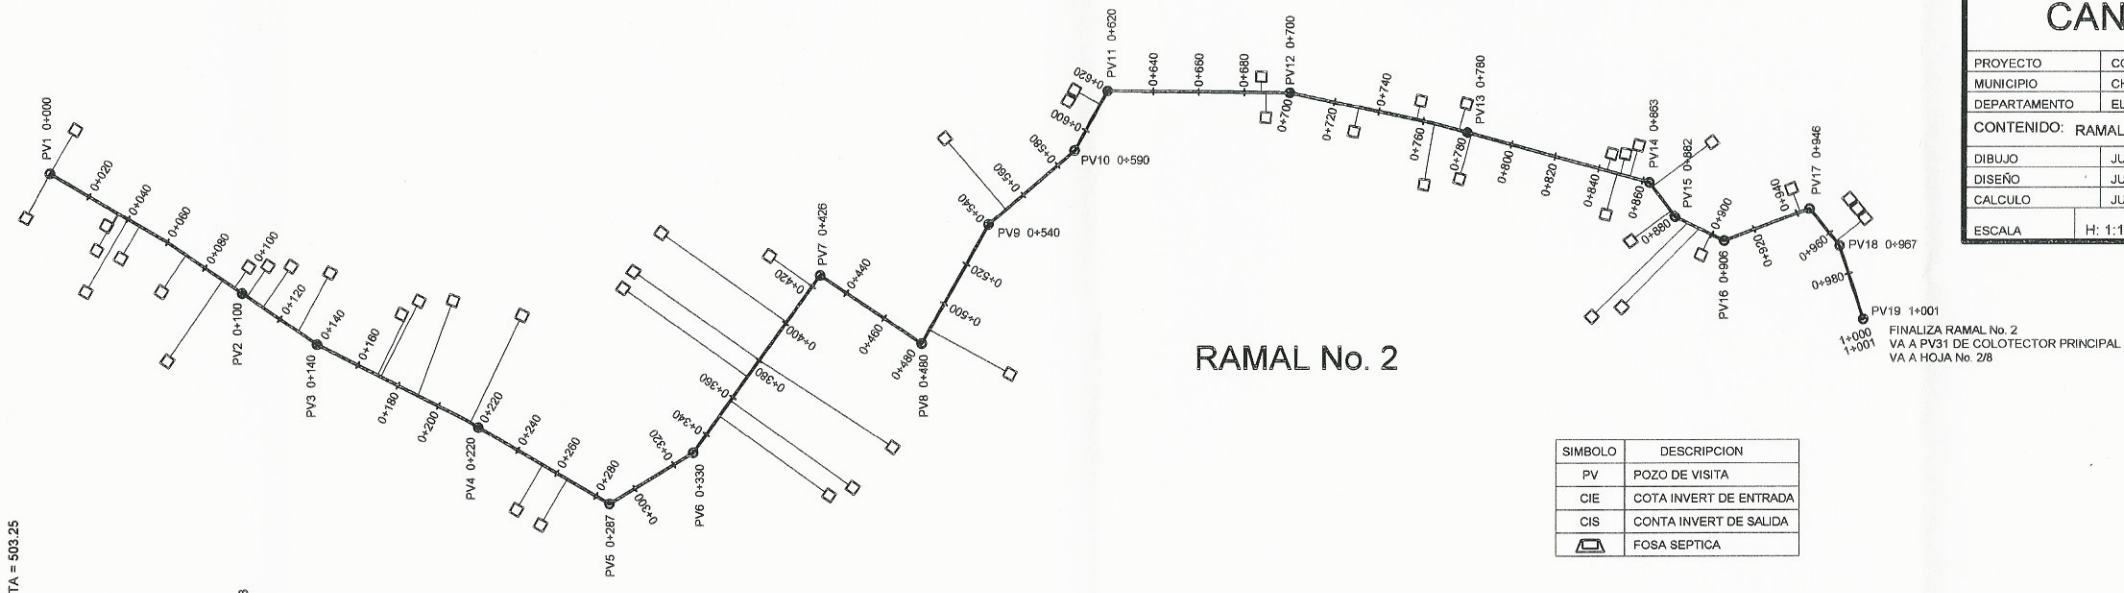 PV1 0+000
0+020
0+040
0+060
0+080
0+100
PV2 0+100
0+120
0+140
PV3 0+140
0+160
0+180
0+200
0+220
PV4 0+220
0+240
0+260
0+280
PV5 0+287
0+300
0+320
PV6 0+330
0+340
0+360
0+380
0+400
0+420
PV7 0+426
0+440
0+460
0+480
PV8 0+480
0+500
0+520
0+540
PV9 0+540
0+560
0+580
PV10 0+590
0+600
0+620
PV11 0+620
0+640
0+660
0+680
0+700
PV12 0+700
0+720
0+740
0+760
0+780
PV13 0+780
0+800
0+820
0+840
0+860
PV14 0+863
0+880
PV15 0+882
0+900
PV16 0+906
0+920
0+940
PV17 0+946
0+960
PV18 0+967
0+980
PV19 1+001
1+000
1+001
FINALIZA RAMAL No. 2
VA A PV31 DE COLOTECTOR PRINCIPAL
VA A HOJA No. 2/8
RAMAL No. 2
CAN
PROYECTO CO
MUNICIPIO CH
DEPARTAMENTO EL
CONTENIDO: RAMAL
DIBUJO JU
DISEÑO JU
CALCULO JU
ESCALA H: 1:1
SIMBOLO DESCRIPCION
PV POZO DE VISITA
CIE COTA INVERT DE ENTRADA
CIS CONTA INVERT DE SALIDA
FOSA SEPTICA
TA = 503.25